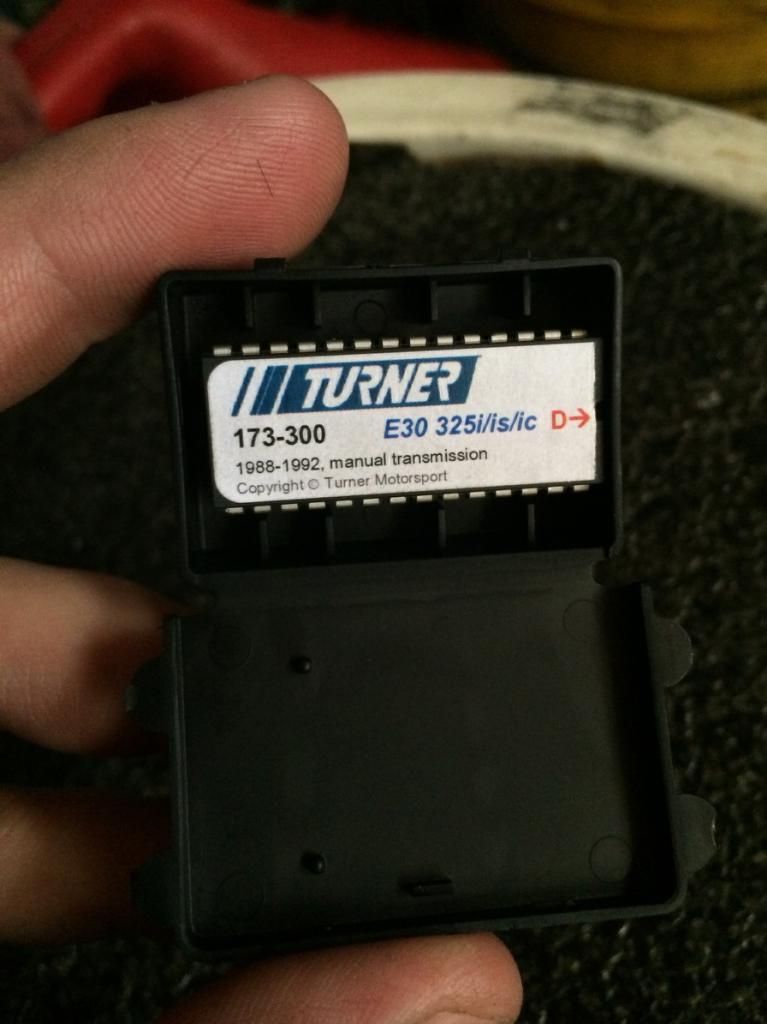 TURNER
173-300 E30 325i/is/ic D→
1988-1992, manual transmission
Copyright © Turner Motorsport